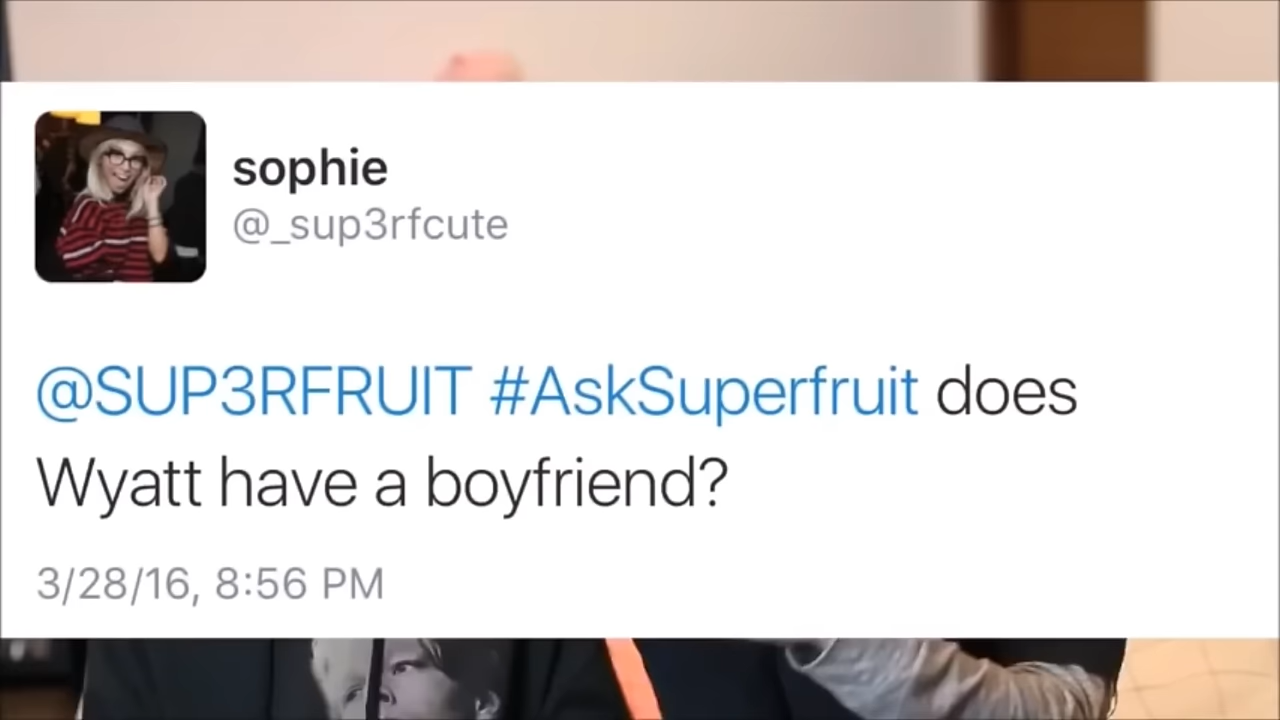 sophie
@_sup3rfcute
@SUP3RFRUIT #AskSuperfruit does
Wyatt have a boyfriend?
3/28/16, 8:56 PM